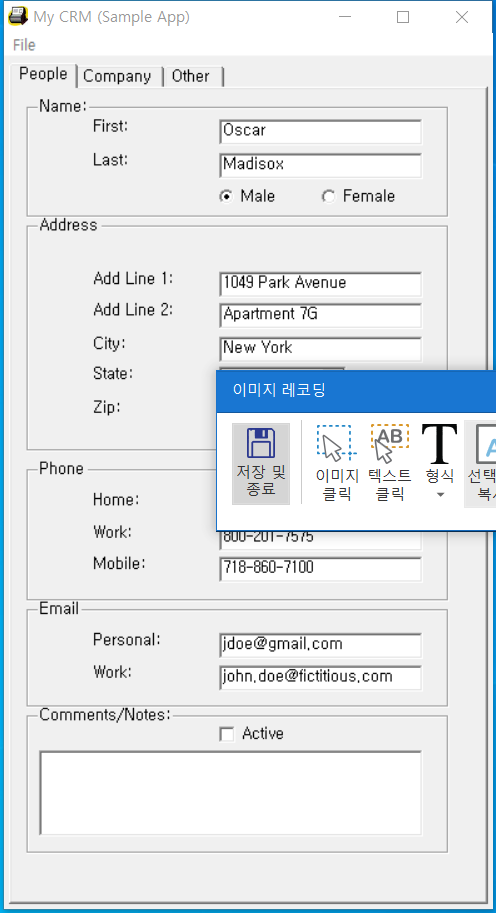 My CRM (Sample App)
File
People Company Other
Name:
First: Oscar
Last: Madisox
Male Female
Address
Add Line 1: 1049 Park Avenue
Add Line 2: Apartment 7G
City: New York
State:
Zip:
이미지 레코딩
저장 및
종료
이미지
클릭
AB
텍스트
클릭
T
형식
Phone
Home:
Work: 800-201-7575
Mobile: 718-860-7100
Email
Personal: jdoe@gmail.com
Work: john.doe@fictitious.com
Comments/Notes:
Active